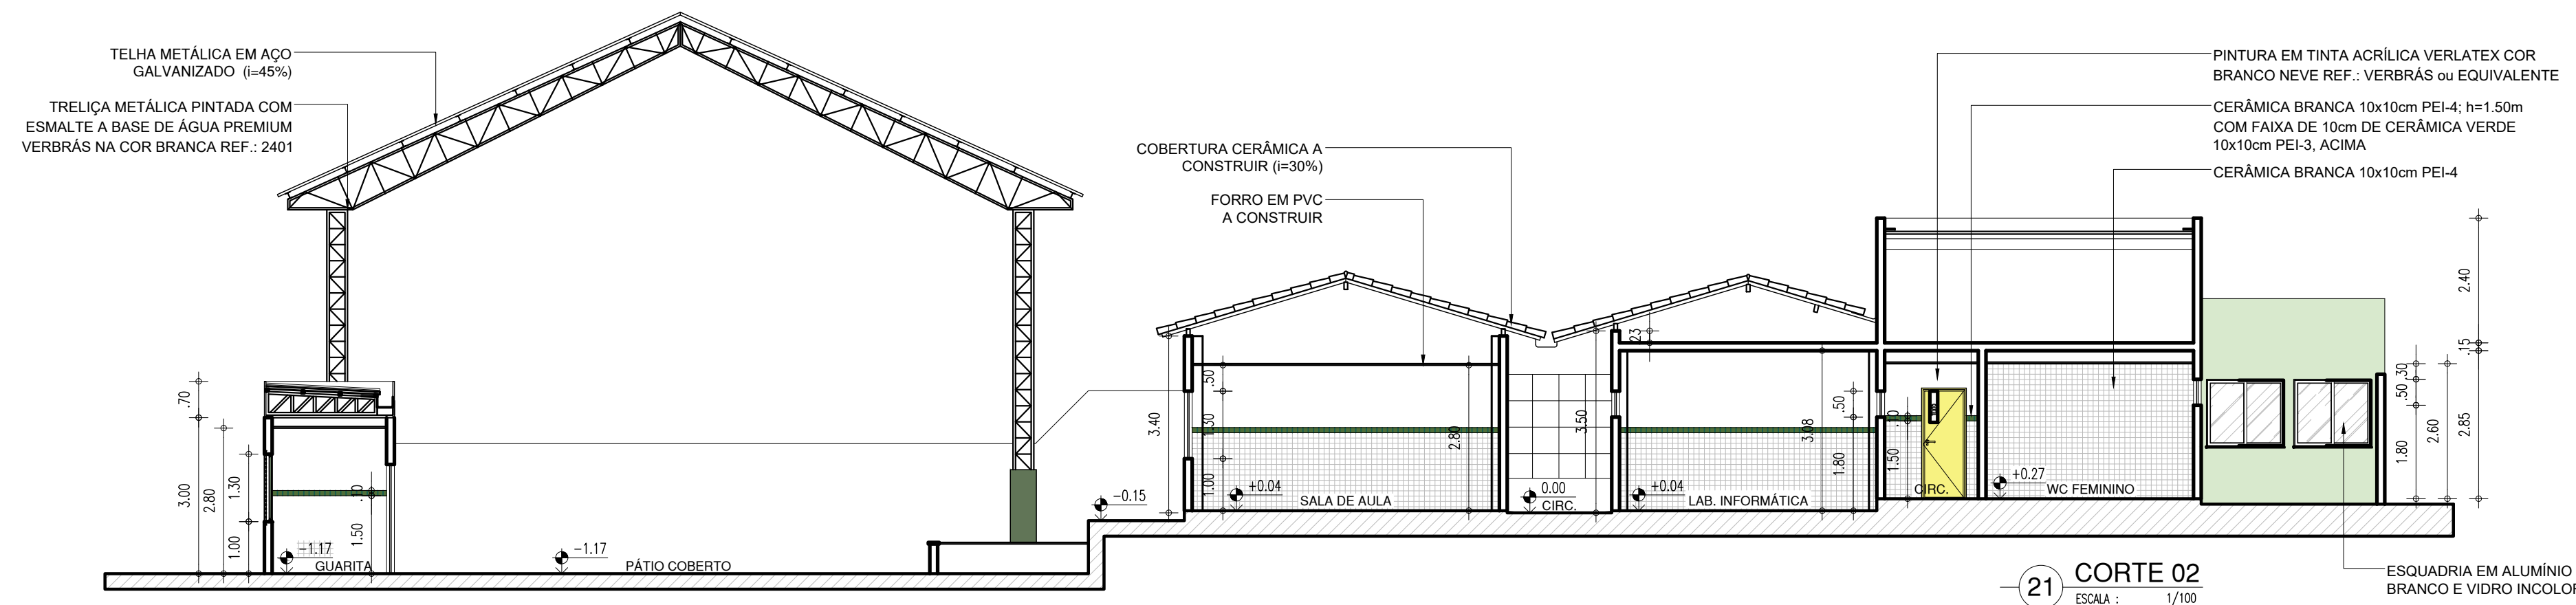 TELHA METÁLICA EM AÇO
GALVANIZADO (i=45%)
TRELIÇA METÁLICA PINTADA COM
ESMALTE A BASE DE ÁGUA PREMIUM
VERBRÁS NA COR BRANCA REF.: 2401
COBERTURA CERÂMICA A
CONSTRUIR (i=30%)
FORRO EM PVC
A CONSTRUIR
PINTURA EM TINTA ACRÍLICA VERLATEX COR
BRANCO NEVE REF.: VERBRÁS ou EQUIVALENTE
CERÂMICA BRANCA 10x10cm PEI-4; h=1.50m
COM FAIXA DE 10cm DE CERÂMICA VERDE
10x10cm PEI-3, ACIMA
CERÂMICA BRANCA 10x10cm PEI-4
.70
3.00
2.80
1.30
1.00
.10
1.50
-1.17
GUARITA
-1.17
PÁTIO COBERTO
-0.15
3.40
.50
1.30
1.00
+0.04
SALA DE AULA
2.80
0.00
CIRC.
3.50
.23
+0.04
LAB. INFORMÁTICA
3.08
.50
1.80
1.50
CIRC.
+0.27
WC FEMININO
2.40
.15
.30
.50
1.80
2.60
2.85
21
CORTE 02
ESCALA :
1/100
ESQUADRIA EM ALUMÍNIO
BRANCO E VIDRO INCOLOR